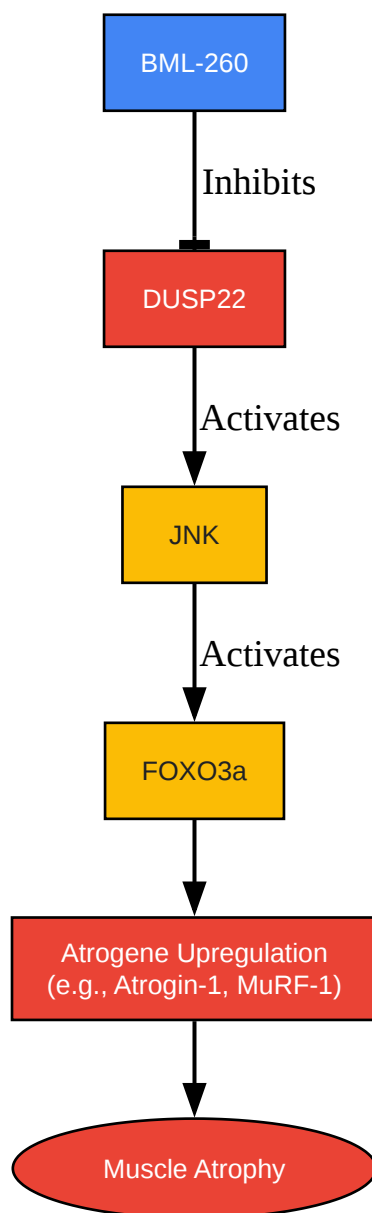 BML-260
Inhibits
DUSP22
Activates
JNK
Activates
FOXO3a
Atrogene Upregulation
(e.g., Atrogin-1, MuRF-1)
Muscle Atrophy